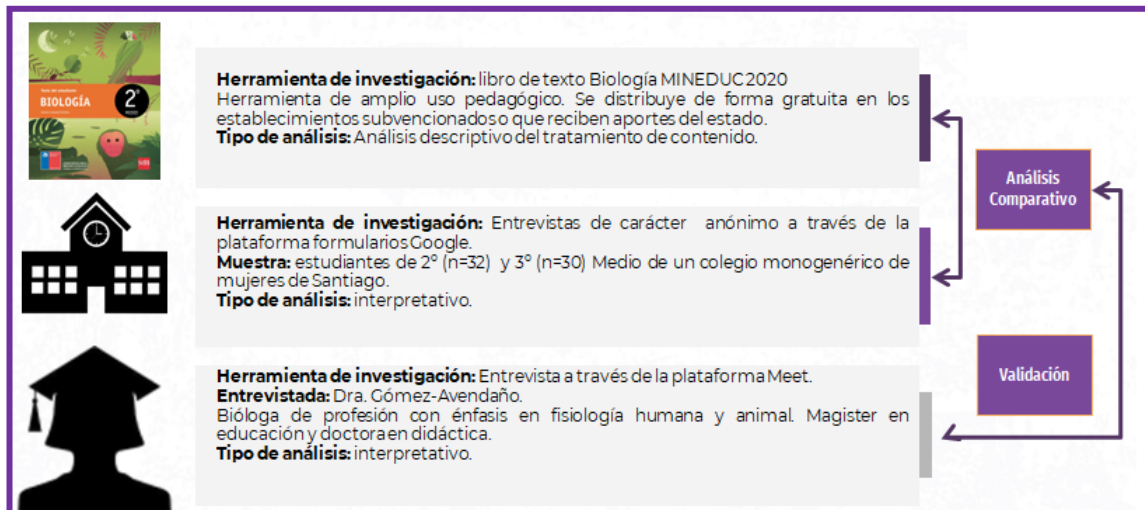 BIOLOGÍA 2°
Herramienta de investigación: libro de texto Biología MINEDUC 2020
Herramienta de amplio uso pedagógico. Se distribuye de forma gratuita en los
establecimientos subvencionados o que reciben aportes del estado.
Tipo de análisis: Análisis descriptivo del tratamiento de contenido.
Análisis
Comparativo
Herramienta de investigación: Entrevistas de carácter anónimo a través de la
plataforma formularios Google.
Muestra: estudiantes de 2° (n=32) y 3° (n=30) Medio de un colegio monogenérico de
mujeres de Santiago.
Tipo de análisis: interpretativo.
Validación
Herramienta de investigación: Entrevista a través de la plataforma Meet.
Entrevistada: Dra. Gómez-Avendaño.
Bióloga de profesión con énfasis en fisiología humana y animal. Magister en
educación y doctora en didáctica.
Tipo de análisis: interpretativo.